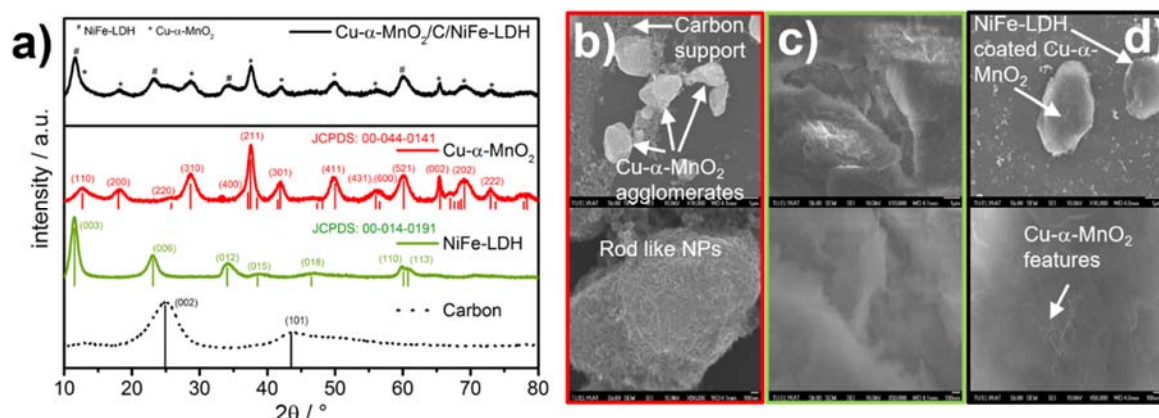 a)
# NiFe-LDH * Cu-α-MnO2
Cu-α-MnO2/C/NiFe-LDH
# * * # * # * * * * # * * *
JCPDS: 00-044-0141
Cu-α-MnO2
(110) (200) (220) (310) (400) (211) (301) (411) (431) (600) (521) (002) (202) (222)
JCPDS: 00-014-0191
NiFe-LDH
(003) (006) (012) (015) (018) (110) (113)
Carbon
(002) (101)
10 20 30 40 50 60 70 80
2θ / °
intensity / a.u.
b)
Carbon
support
Cu-α-MnO2
agglomerates
Rod like NPs
c)
d)
NiFe-LDH
coated Cu-α-
MnO2
Cu-α-MnO2
features